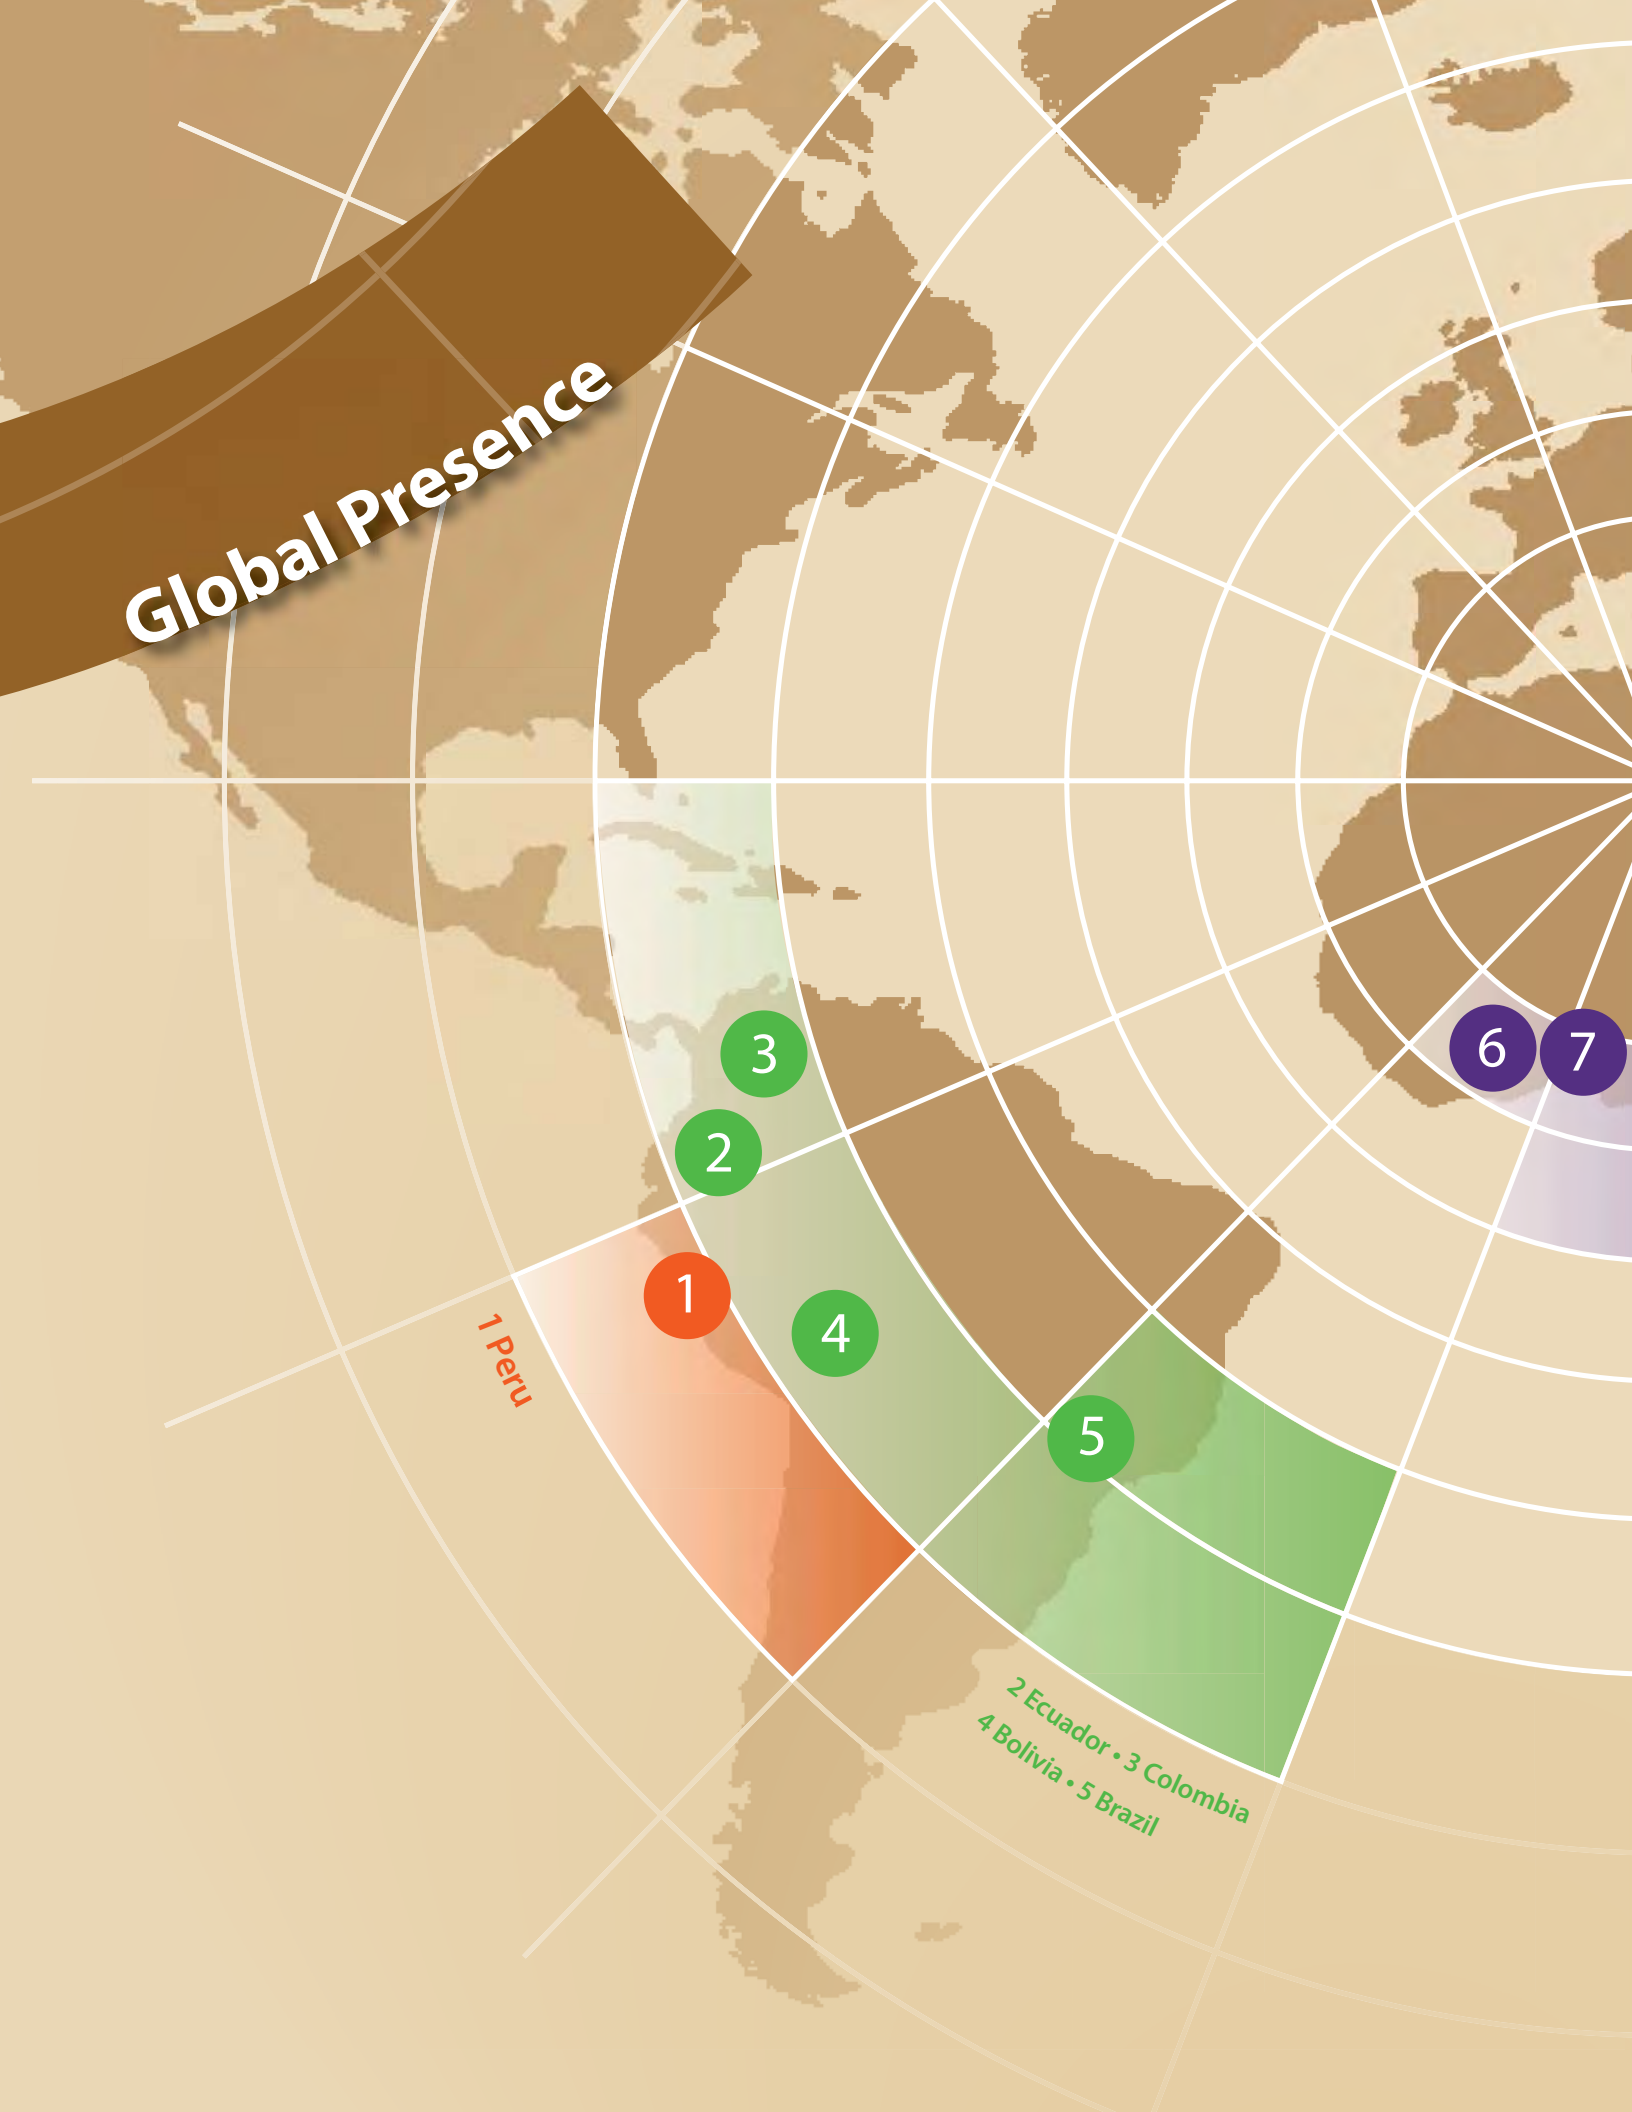 Global Presence
3
2
1
4
5
6
7
1 Peru
2 Ecuador • 3 Colombia
4 Bolivia • 5 Brazil